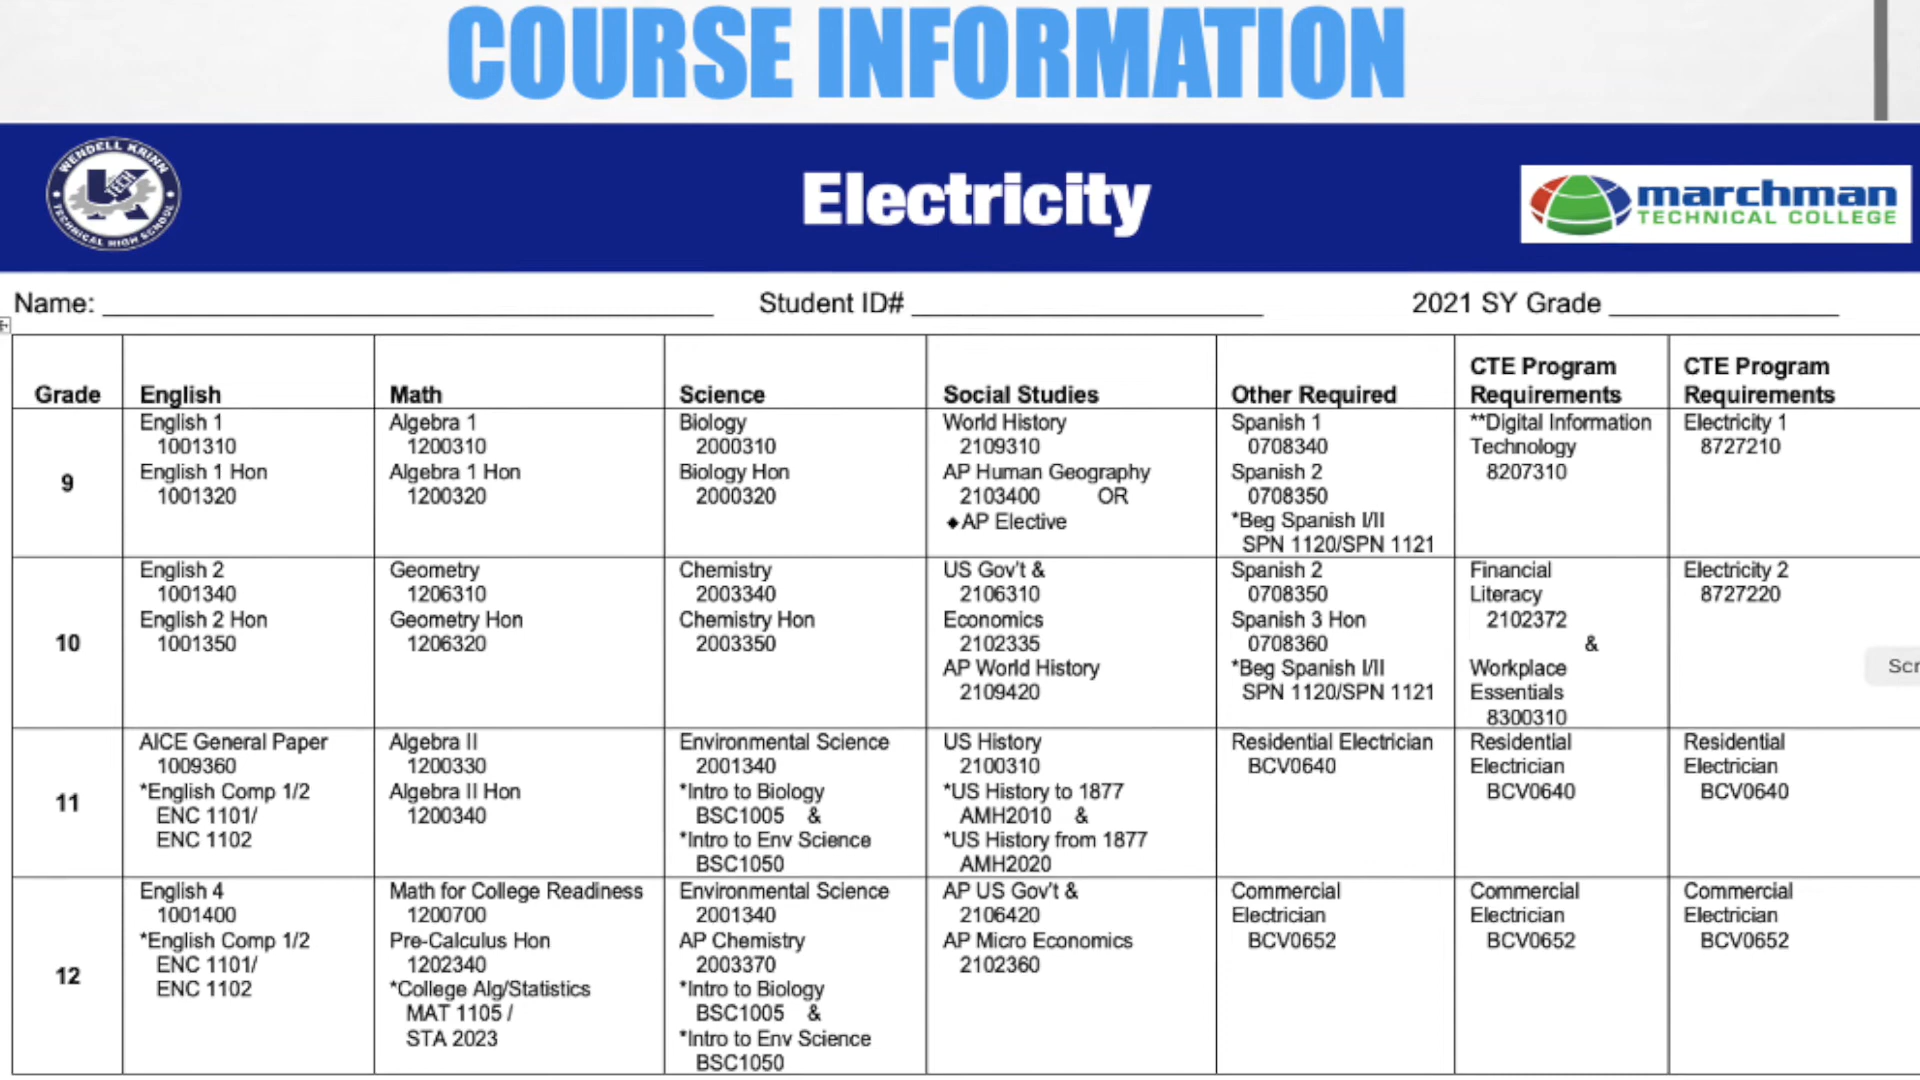 COURSE INFORMATION
WENDELL KRINN
TECH
TECHNICAL HIGH SCHOOL
Electricity
marchman
TECHNICAL COLLEGE
Name: Student ID# 2021 SY Grade
Grade English Math Science Social Studies Other Required CTE Program Requirements CTE Program Requirements
9
English 1
1001310
English 1 Hon
1001320
Algebra 1
1200310
Algebra 1 Hon
1200320
Biology
2000310
Biology Hon
2000320
World History
2109310
AP Human Geography
2103400 OR
◆AP Elective
Spanish 1
0708340
Spanish 2
0708350
*Beg Spanish I/II
SPN 1120/SPN 1121
**Digital Information
Technology
8207310
Electricity 1
8727210
10
English 2
1001340
English 2 Hon
1001350
Geometry
1206310
Geometry Hon
1206320
Chemistry
2003340
Chemistry Hon
2003350
US Gov't &
2106310
Economics
2102335
AP World History
2109420
Spanish 2
0708350
Spanish 3 Hon
0708360
*Beg Spanish I/II
SPN 1120/SPN 1121
Financial
Literacy
2102372
&
Workplace
Essentials
8300310
Electricity 2
8727220
Scr
11
AICE General Paper
1009360
*English Comp 1/2
ENC 1101/
ENC 1102
Algebra II
1200330
Algebra II Hon
1200340
Environmental Science
2001340
*Intro to Biology
BSC1005 &
*Intro to Env Science
BSC1050
US History
2100310
*US History to 1877
AMH2010 &
*US History from 1877
AMH2020
Residential Electrician
BCV0640
Residential
Electrician
BCV0640
Residential
Electrician
BCV0640
12
English 4
1001400
*English Comp 1/2
ENC 1101/
ENC 1102
Math for College Readiness
1200700
Pre-Calculus Hon
1202340
*College Alg/Statistics
MAT 1105 /
STA 2023
Environmental Science
2001340
AP Chemistry
2003370
*Intro to Biology
BSC1005 &
*Intro to Env Science
BSC1050
AP US Gov't &
2106420
AP Micro Economics
2102360
Commercial
Electrician
BCV0652
Commercial
Electrician
BCV0652
Commercial
Electrician
BCV0652